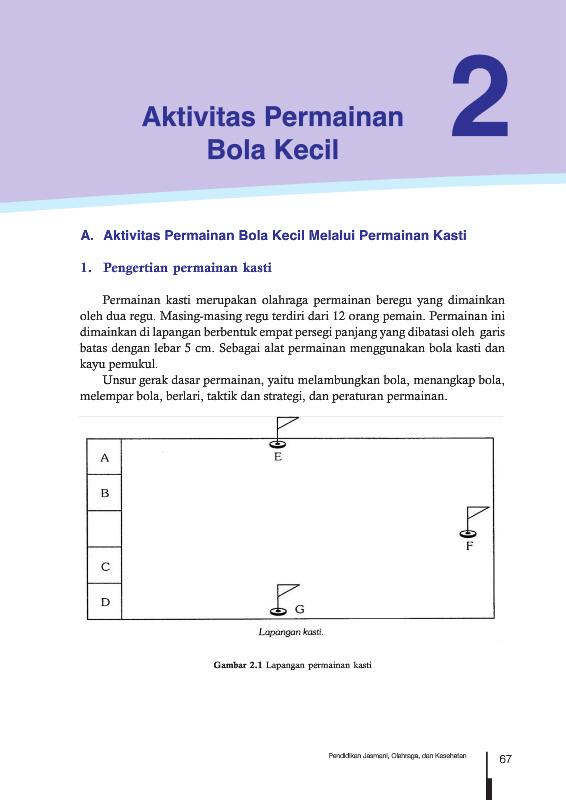 2
Aktivitas Permainan
Bola Kecil
A. Aktivitas Permainan Bola Kecil Melalui Permainan Kasti
1. Pengertian permainan kasti
Permainan kasti merupakan olahraga permainan beregu yang dimainkan
oleh dua regu. Masing-masing regu terdiri dari 12 orang pemain. Permainan ini
dimainkan di lapangan berbentuk empat persegi panjang yang dibatasi oleh garis
batas dengan lebar 5 cm. Sebagai alat permainan menggunakan bola kasti dan
kayu pemukul.
Unsur gerak dasar permainan, yaitu melambungkan bola, menangkap bola,
melempar bola, berlari, taktik dan strategi, dan peraturan permainan.
A
E
B
F
C
D
G
Lapangan kasti.
Gambar 2.1 Lapangan permainan kasti
Pendidikan Jasmani, Olahraga, dan Kesehatan
67